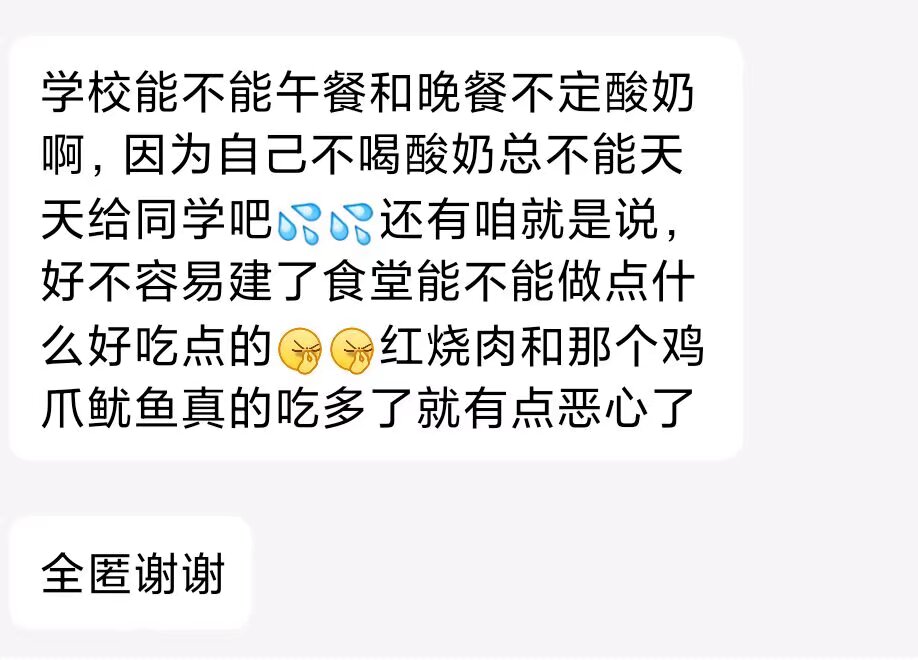 学校能不能午餐和晚餐不定酸奶
啊，因为自己不喝酸奶总不能天
天给同学吧💦💦还有咱就是说，
好不容易建了食堂能不能做点什
么好吃点的🤧🤧红烧肉和那个鸡
爪鱿鱼真的吃多了就有点恶心了
全匿谢谢